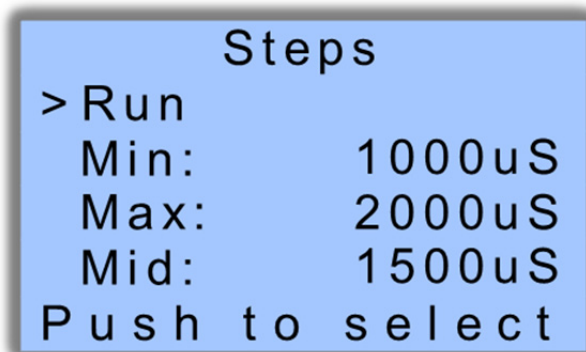 Steps
>Run
Min: 1000uS
Max: 2000uS
Mid: 1500uS
Push to select